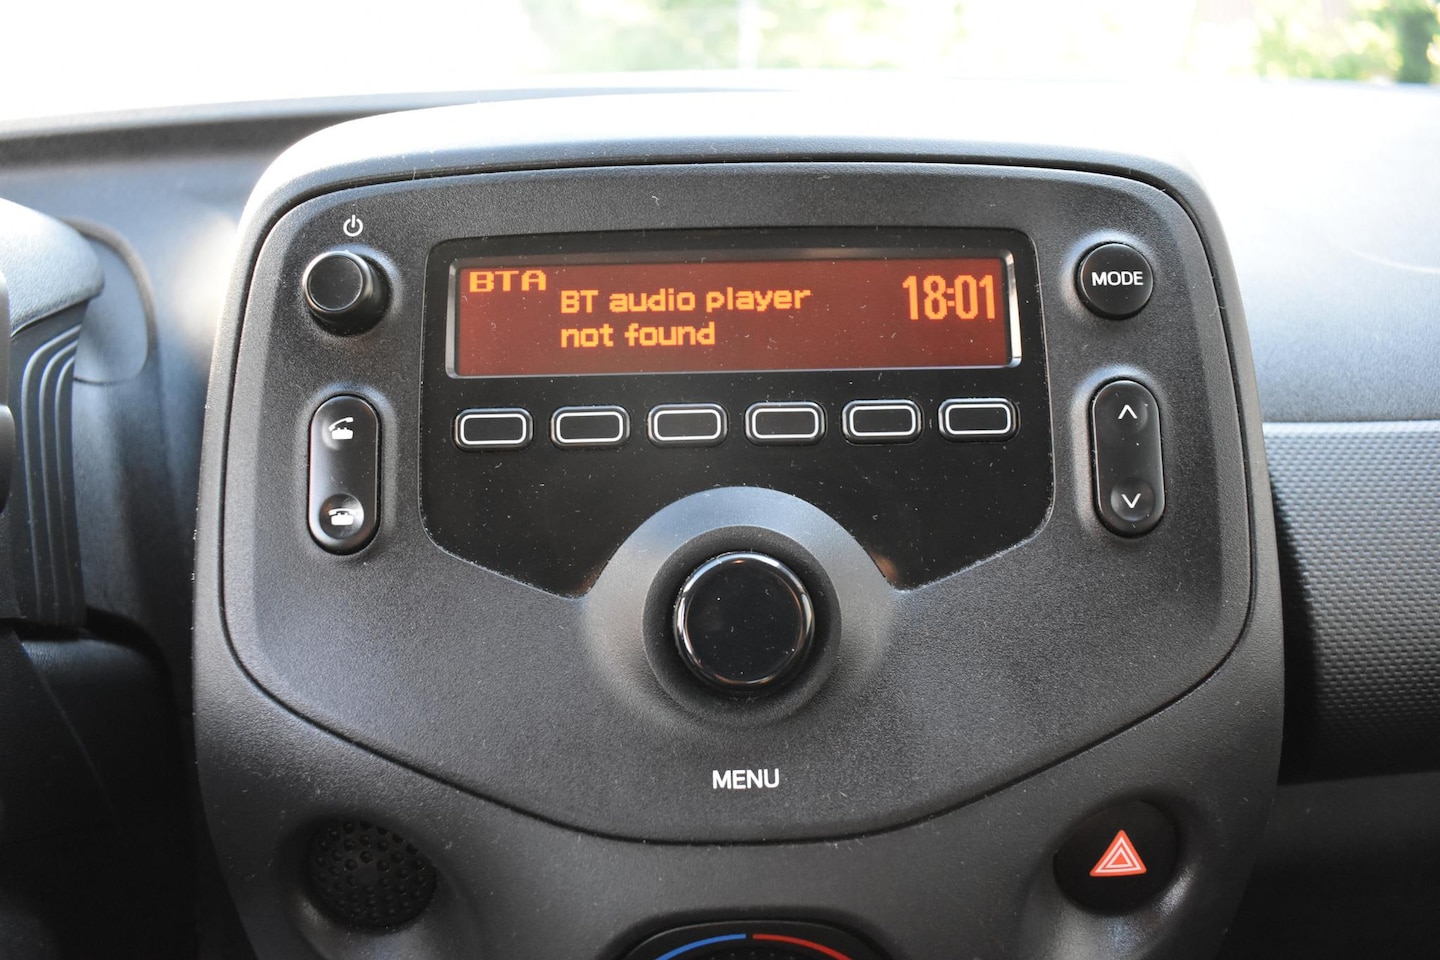 BTA
BT audio player
not found
18:01
MODE
MENU